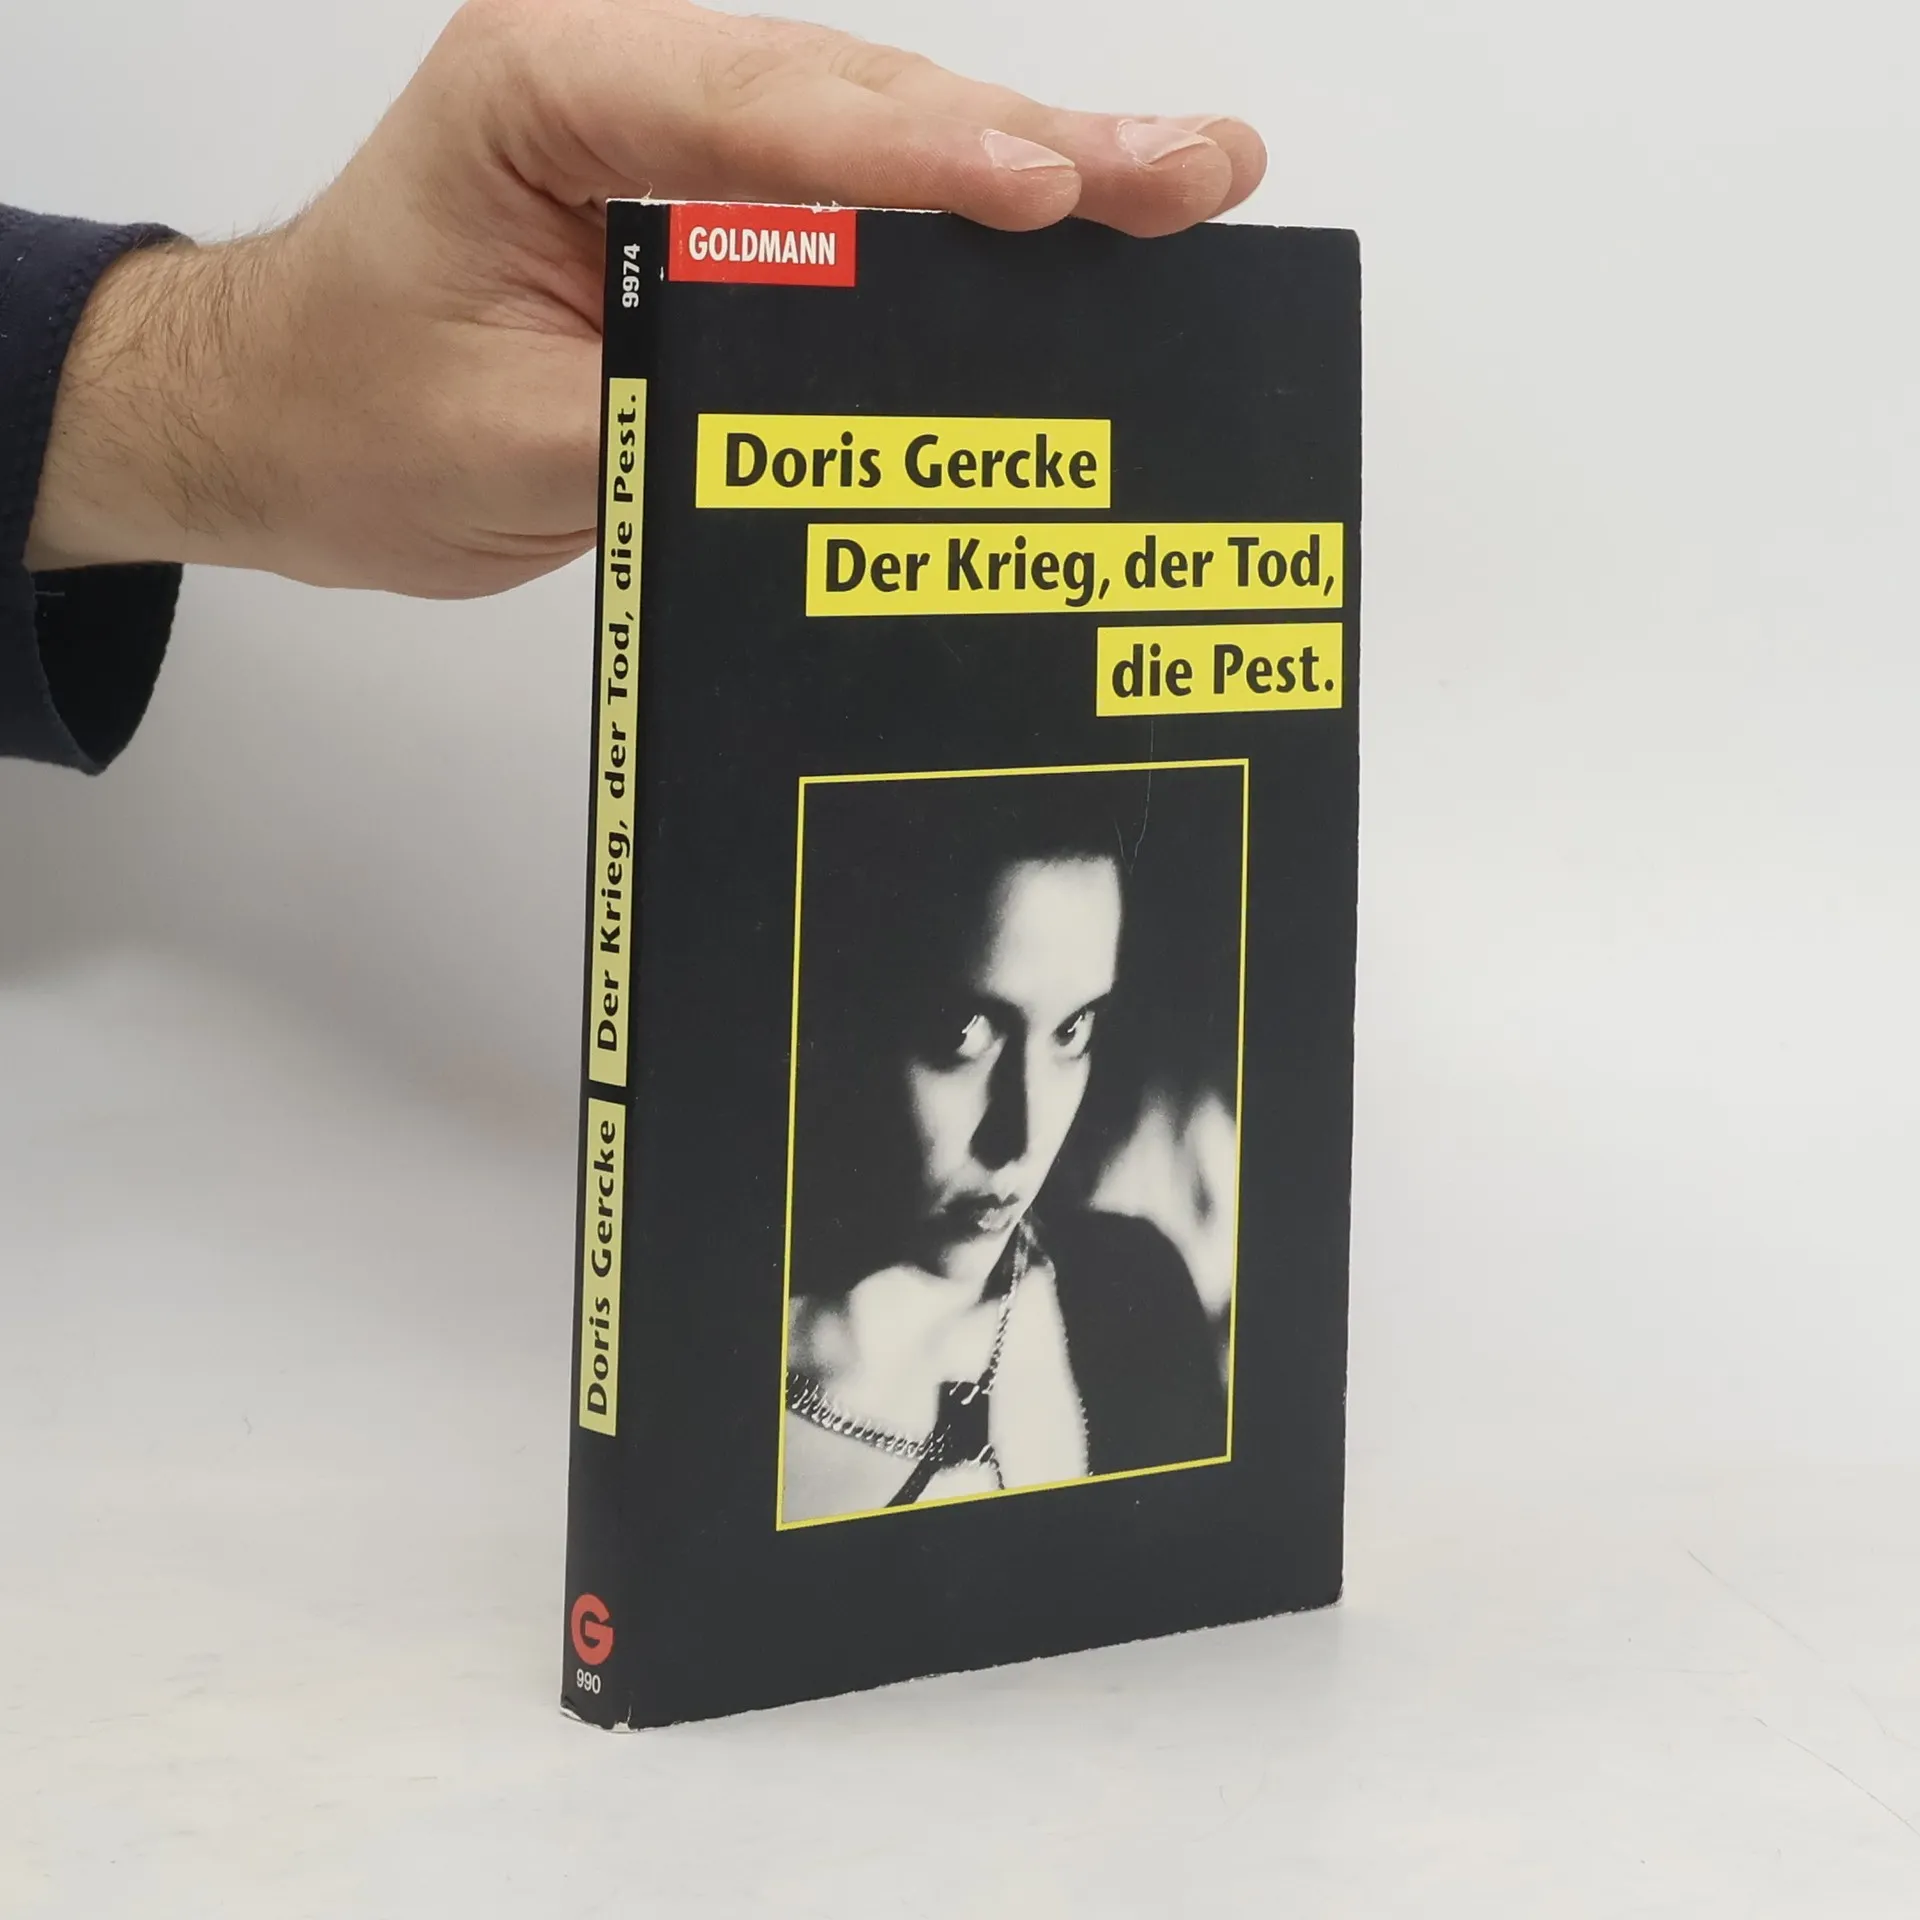 GOLDMANN
Doris Gercke
Der Krieg, der Tod,
die Pest.
9974
Doris Gercke Der Krieg, der Tod, die Pest.
G
990